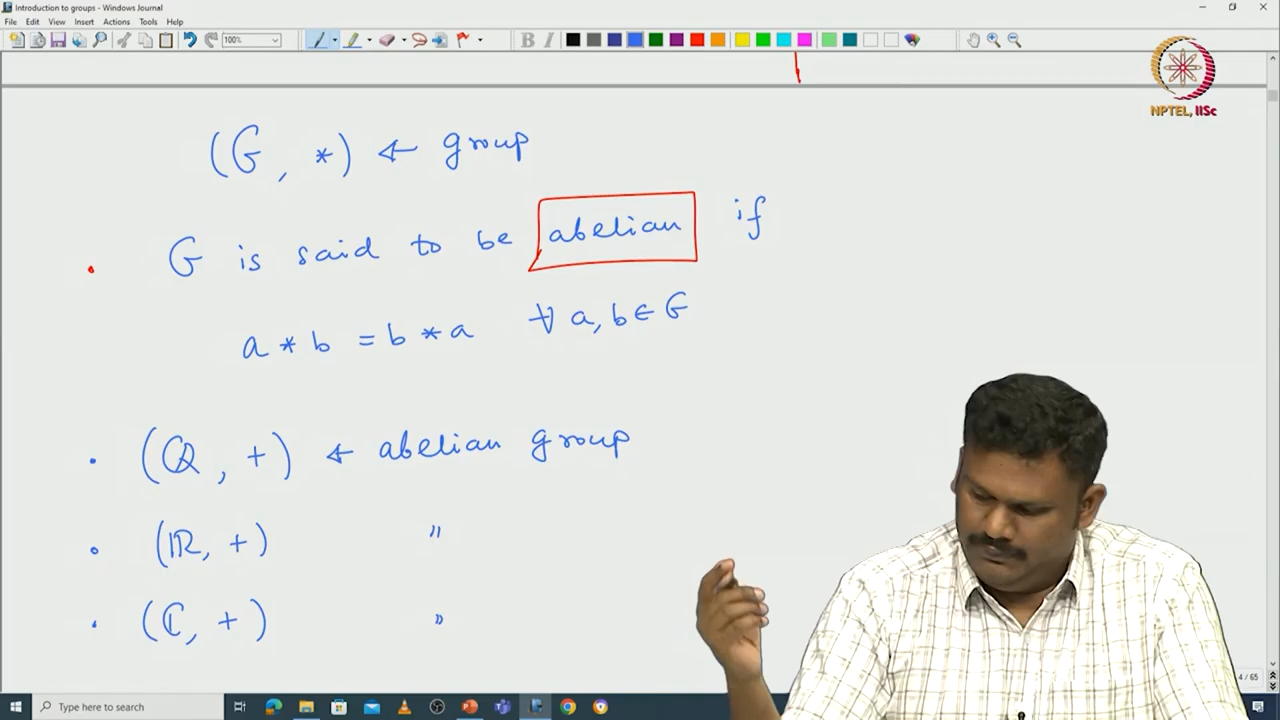 Introduction to groups - Windows Journal
File Edit View Insert Actions Tools Help
100%
B I
NPTEL, IISc
(G, *) ← group
• G is said to be abelian if
a * b = b * a ∀ a, b ∈ G
• (ℚ, +) ← abelian group
• (ℝ, +) "
• (ℂ, +) "
4 / 65
Type here to search